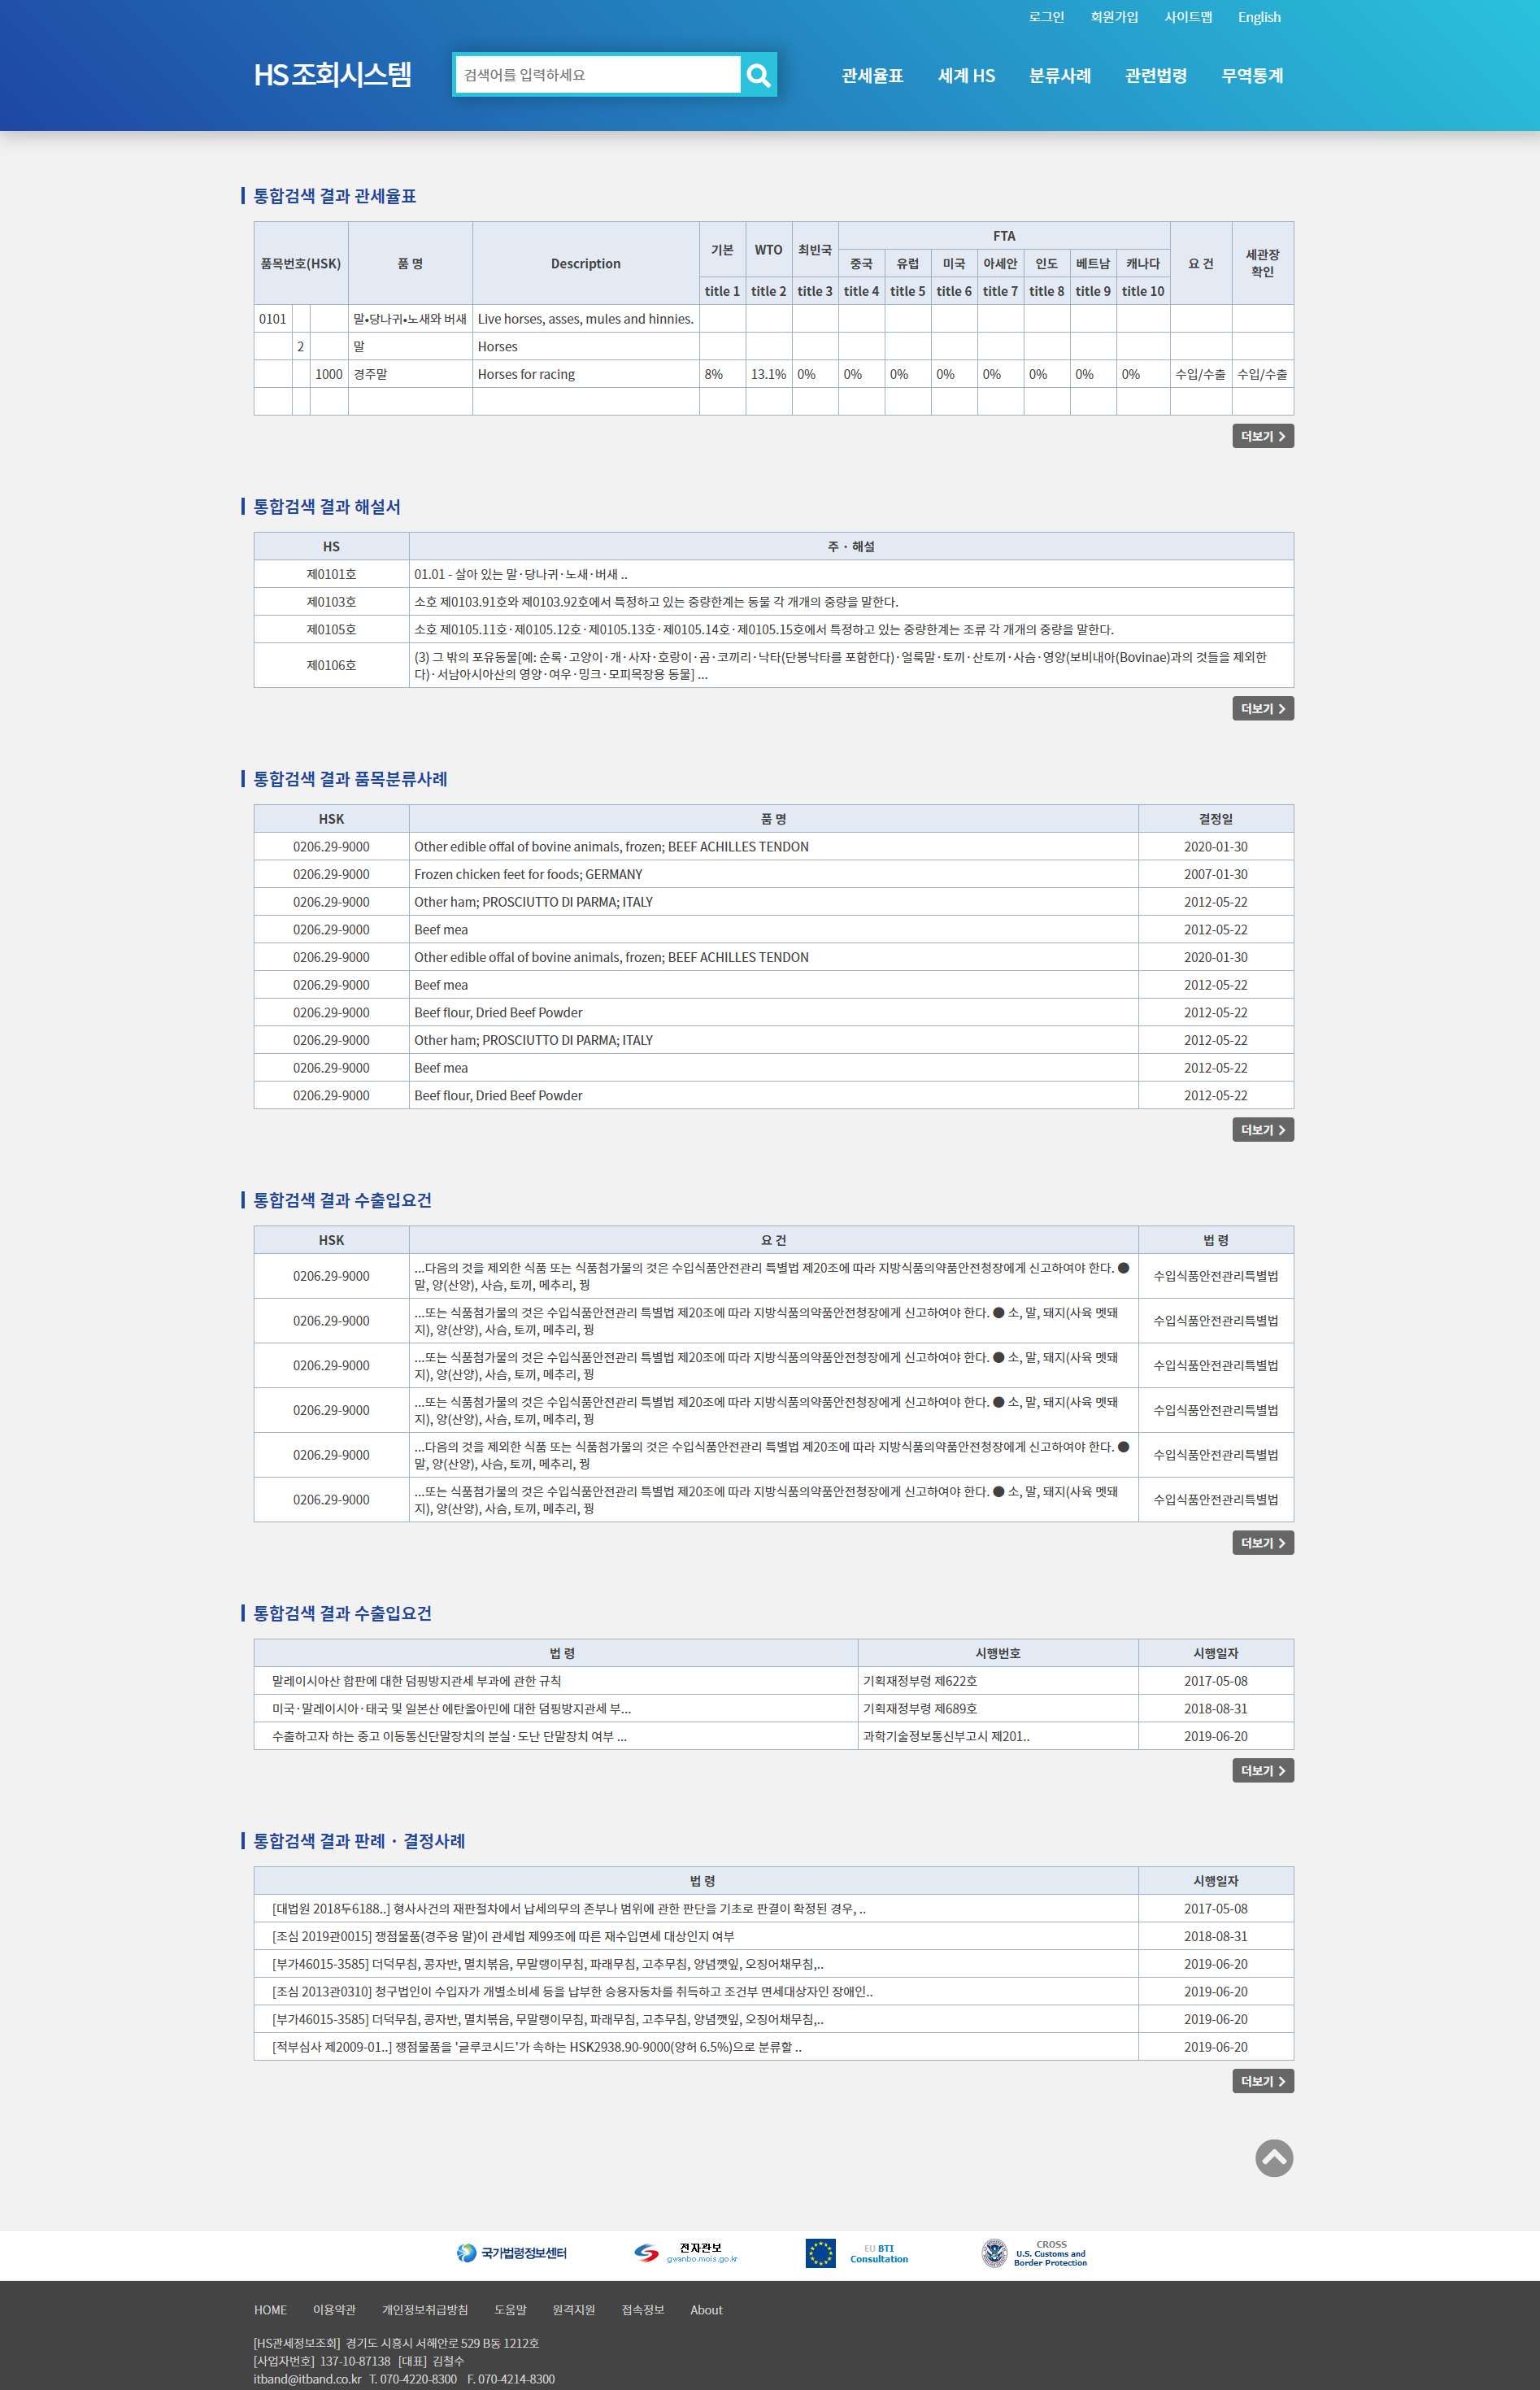 로그인 회원가입 사이트맵 English
HS 조회시스템 검색어를 입력하세요 관세율표 세계 HS 분류사례 관련법령 무역통계
통합검색 결과 관세율표
품목번호(HSK) 품 명 Description 기본 WTO 최빈국 FTA 요 건 세관장 확인
중국 유럽 미국 아세안 인도 베트남 캐나다
title 1 title 2 title 3 title 4 title 5 title 6 title 7 title 8 title 9 title 10
0101 말•당나귀•노새와 버새 Live horses, asses, mules and hinnies.
2 말 Horses
1000 경주말 Horses for racing 8% 13.1% 0% 0% 0% 0% 0% 0% 0% 0% 수입/수출 수입/수출
더보기
통합검색 결과 해설서
HS 주 · 해설
제0101호 01.01 - 살아 있는 말·당나귀·노새·버새 ..
제0103호 소호 제0103.91호와 제0103.92호에서 특정하고 있는 중량한계는 동물 각 개개의 중량을 말한다.
제0105호 소호 제0105.11호·제0105.12호·제0105.13호·제0105.14호·제0105.15호에서 특정하고 있는 중량한계는 조류 각 개개의 중량을 말한다.
제0106호 (3) 그 밖의 포유동물[예: 순록·고양이·개·사자·호랑이·곰·코끼리·낙타(단봉낙타를 포함한다)·얼룩말·토끼·산토끼·사슴·영양(보비내아(Bovinae)과의 것들을 제외한
다)·서남아시아산의 영양·여우·밍크·모피목장용 동물] ...
더보기
통합검색 결과 품목분류사례
HSK 품 명 결정일
0206.29-9000 Other edible offal of bovine animals, frozen; BEEF ACHILLES TENDON 2020-01-30
0206.29-9000 Frozen chicken feet for foods; GERMANY 2007-01-30
0206.29-9000 Other ham; PROSCIUTTO DI PARMA; ITALY 2012-05-22
0206.29-9000 Beef mea 2012-05-22
0206.29-9000 Other edible offal of bovine animals, frozen; BEEF ACHILLES TENDON 2020-01-30
0206.29-9000 Beef mea 2012-05-22
0206.29-9000 Beef flour, Dried Beef Powder 2012-05-22
0206.29-9000 Other ham; PROSCIUTTO DI PARMA; ITALY 2012-05-22
0206.29-9000 Beef mea 2012-05-22
0206.29-9000 Beef flour, Dried Beef Powder 2012-05-22
더보기
통합검색 결과 수출입요건
HSK 요 건 법 령
0206.29-9000 ...다음의 것을 제외한 식품 또는 식품첨가물의 것은 수입식품안전관리 특별법 제20조에 따라 지방식품의약품안전청장에게 신고하여야 한다. ●
말, 양(산양), 사슴, 토끼, 메추리, 꿩 수입식품안전관리특별법
0206.29-9000 ...또는 식품첨가물의 것은 수입식품안전관리 특별법 제20조에 따라 지방식품의약품안전청장에게 신고하여야 한다. ● 소, 말, 돼지(사육 멧돼
지), 양(산양), 사슴, 토끼, 메추리, 꿩 수입식품안전관리특별법
0206.29-9000 ...또는 식품첨가물의 것은 수입식품안전관리 특별법 제20조에 따라 지방식품의약품안전청장에게 신고하여야 한다. ● 소, 말, 돼지(사육 멧돼
지), 양(산양), 사슴, 토끼, 메추리, 꿩 수입식품안전관리특별법
0206.29-9000 ...또는 식품첨가물의 것은 수입식품안전관리 특별법 제20조에 따라 지방식품의약품안전청장에게 신고하여야 한다. ● 소, 말, 돼지(사육 멧돼
지), 양(산양), 사슴, 토끼, 메추리, 꿩 수입식품안전관리특별법
0206.29-9000 ...다음의 것을 제외한 식품 또는 식품첨가물의 것은 수입식품안전관리 특별법 제20조에 따라 지방식품의약품안전청장에게 신고하여야 한다. ●
말, 양(산양), 사슴, 토끼, 메추리, 꿩 수입식품안전관리특별법
0206.29-9000 ...또는 식품첨가물의 것은 수입식품안전관리 특별법 제20조에 따라 지방식품의약품안전청장에게 신고하여야 한다. ● 소, 말, 돼지(사육 멧돼
지), 양(산양), 사슴, 토끼, 메추리, 꿩 수입식품안전관리특별법
더보기
통합검색 결과 수출입요건
법 령 시행번호 시행일자
말레이시아산 합판에 대한 덤핑방지관세 부과에 관한 규칙 기획재정부령 제622호 2017-05-08
미국·말레이시아·태국 및 일본산 에탄올아민에 대한 덤핑방지관세 부... 기획재정부령 제689호 2018-08-31
수출하고자 하는 중고 이동통신단말장치의 분실·도난 단말장치 여부 ... 과학기술정보통신부고시 제201.. 2019-06-20
더보기
통합검색 결과 판례 · 결정사례
법 령 시행일자
[대법원 2018두6188..] 형사사건의 재판절차에서 납세의무의 존부나 범위에 관한 판단을 기초로 판결이 확정된 경우, .. 2017-05-08
[조심 2019관0015] 쟁점물품(경주용 말)이 관세법 제99조에 따른 재수입면세 대상인지 여부 2018-08-31
[부가46015-3585] 더덕무침, 콩자반, 멸치볶음, 무말랭이무침, 파래무침, 고추무침, 양념깻잎, 오징어채무침,.. 2019-06-20
[조심 2013관0310] 청구법인이 수입자가 개별소비세 등을 납부한 승용자동차를 취득하고 조건부 면세대상자인 장애인.. 2019-06-20
[부가46015-3585] 더덕무침, 콩자반, 멸치볶음, 무말랭이무침, 파래무침, 고추무침, 양념깻잎, 오징어채무침,.. 2019-06-20
[적부심사 제2009-01..] 쟁점물품을 '글루코시드'가 속하는 HSK2938.90-9000(양허 6.5%)으로 분류할 .. 2019-06-20
더보기
국가법령정보센터 전자관보 gwanbo.mois.go.kr EU BTI Consultation CROSS U.S. Customs and Border Protection
HOME 이용약관 개인정보취급방침 도움말 원격지원 접속정보 About
[HS관세정보조회] 경기도 시흥시 서해안로 529 B동 1212호
[사업자번호] 137-10-87138 [대표] 김철수
itband@itband.co.kr T. 070-4220-8300 F. 070-4214-8300